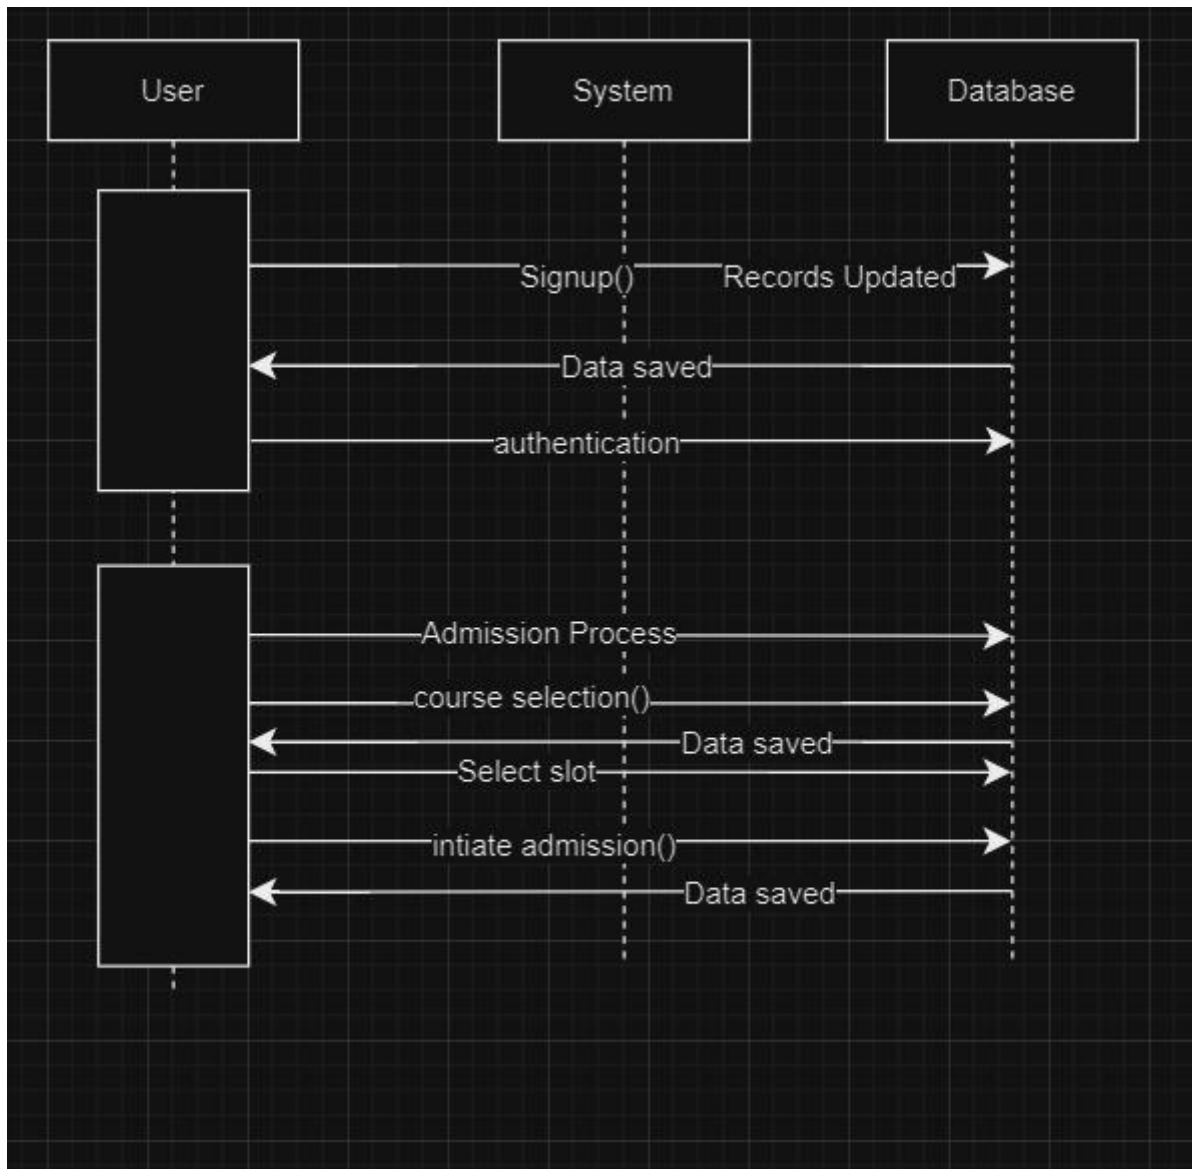 User
System
Database
Signup()
Records Updated
Data saved
authentication
Admission Process
course selection()
Data saved
Select slot
intiate admission()
Data saved